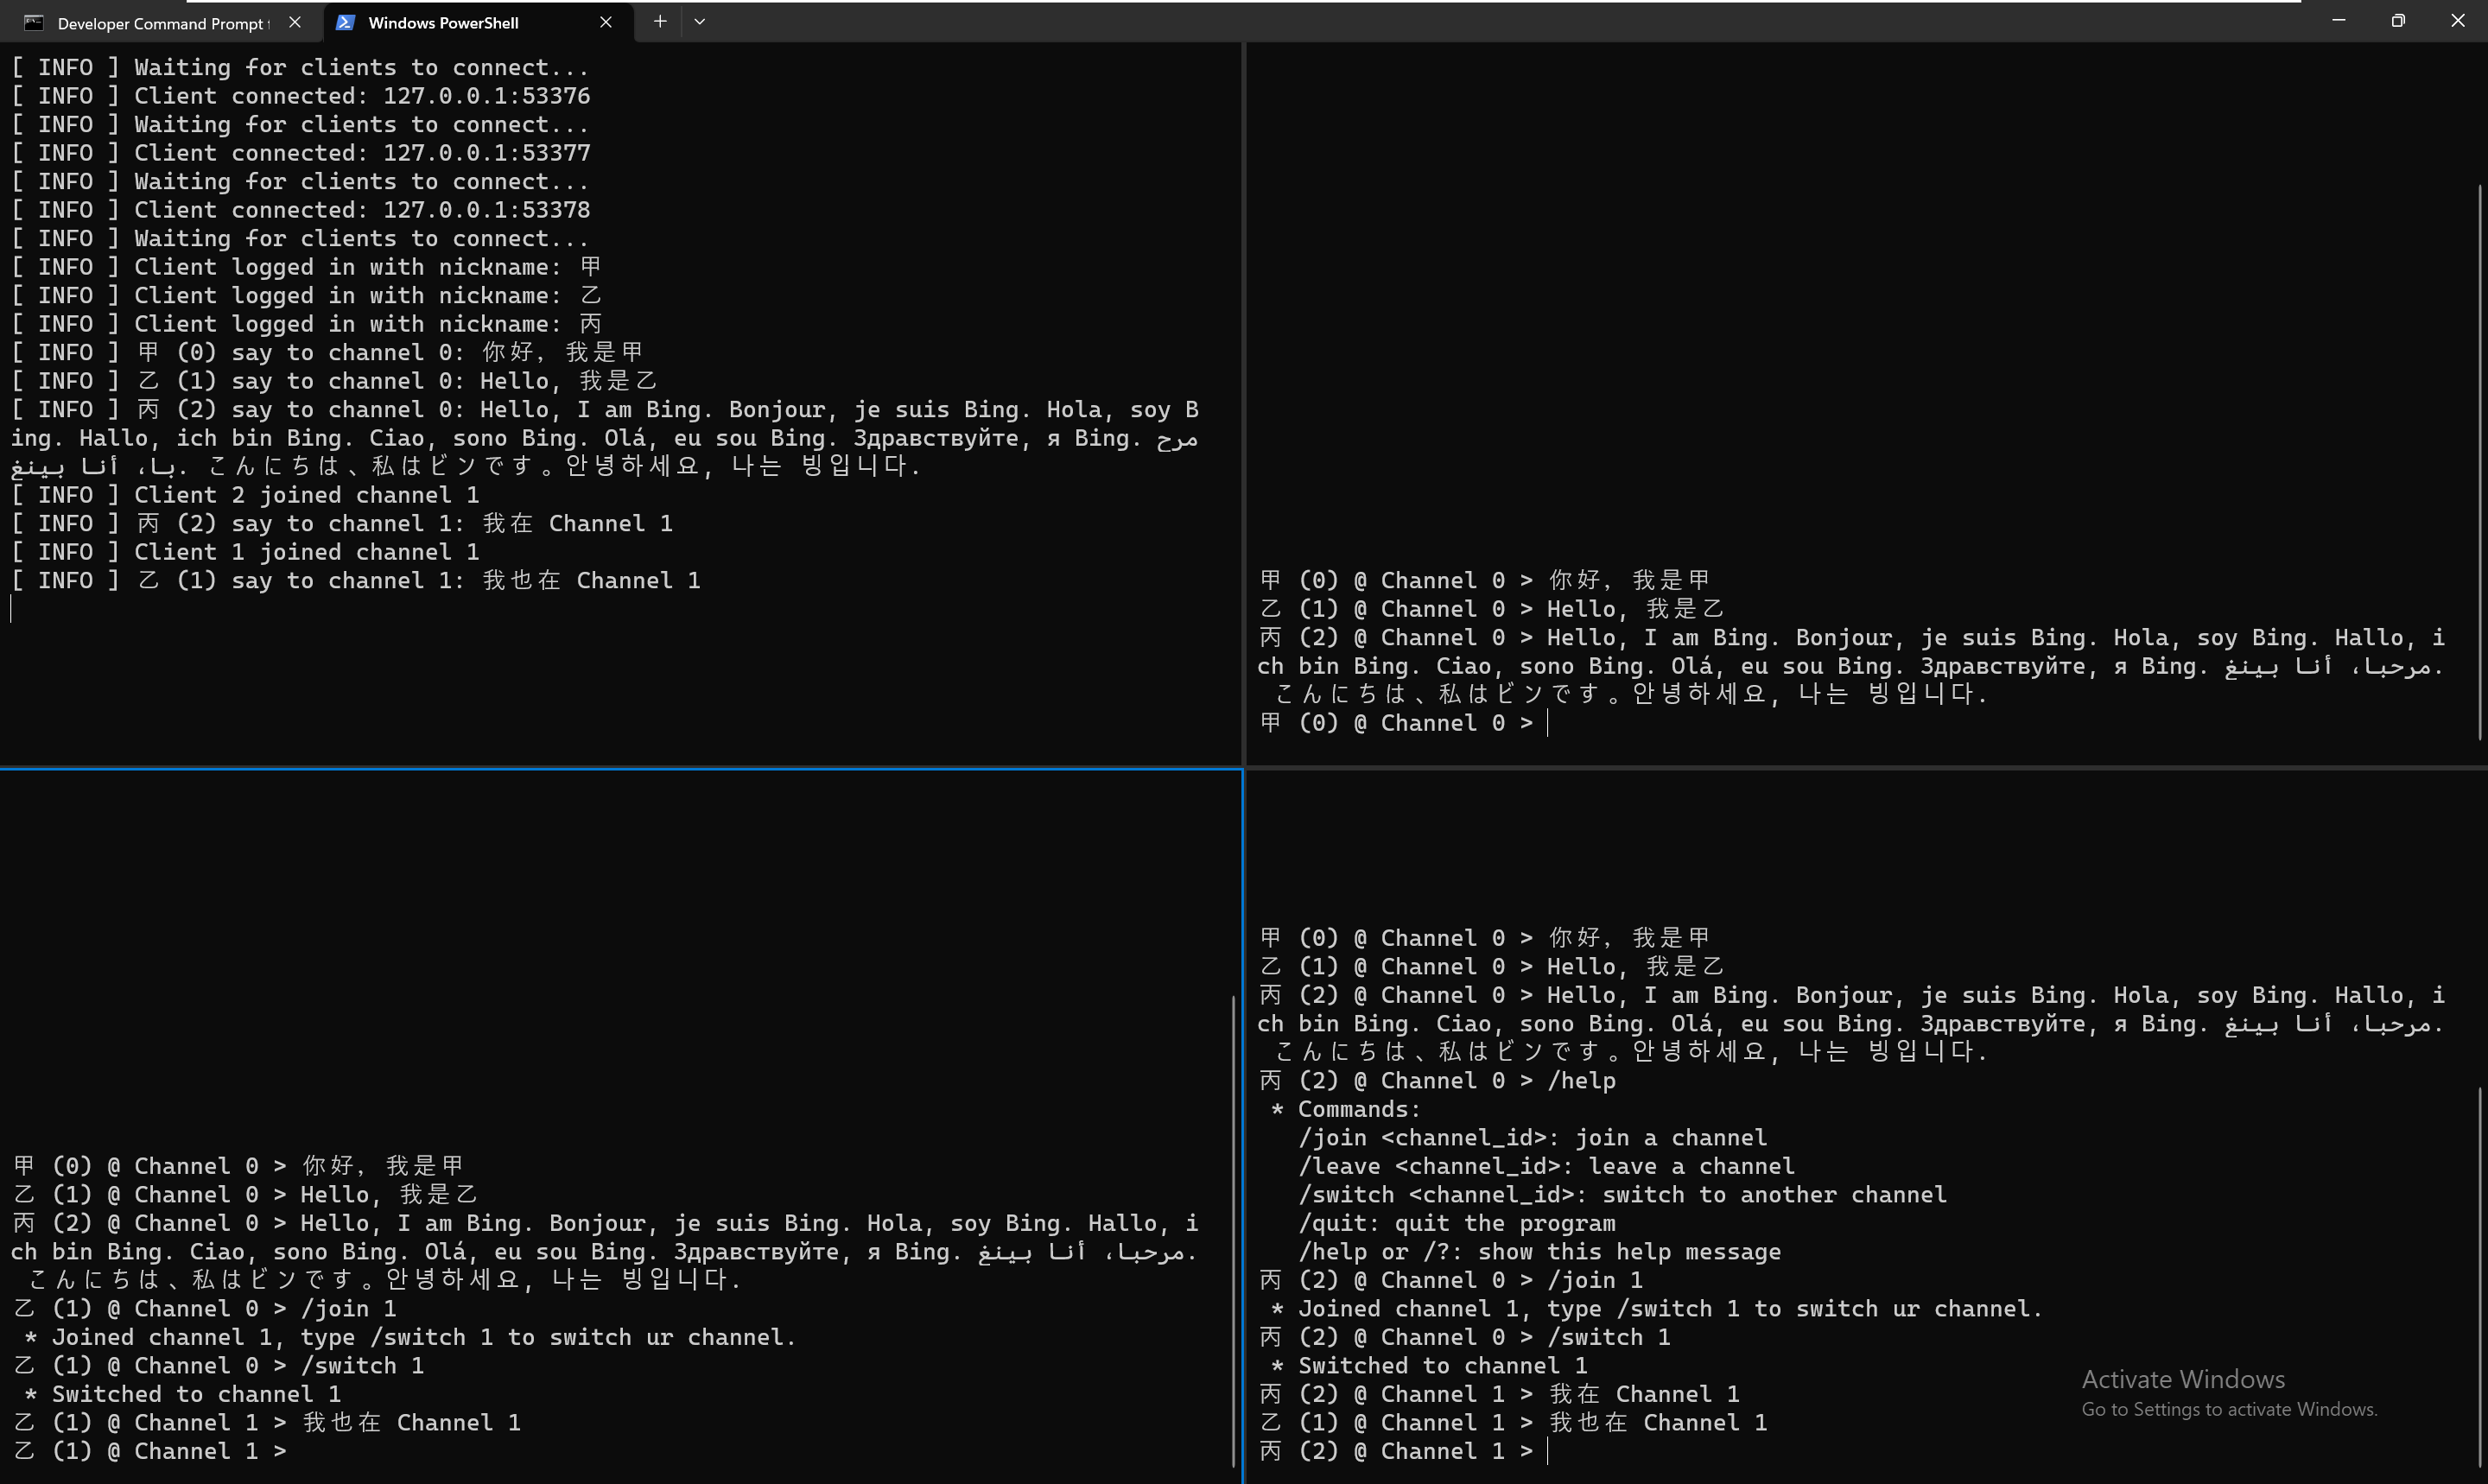 Developer Command Prompt
Windows PowerShell
[ INFO ] Waiting for clients to connect...
[ INFO ] Client connected: 127.0.0.1:53376
[ INFO ] Waiting for clients to connect...
[ INFO ] Client connected: 127.0.0.1:53377
[ INFO ] Waiting for clients to connect...
[ INFO ] Client connected: 127.0.0.1:53378
[ INFO ] Waiting for clients to connect...
[ INFO ] Client logged in with nickname: 甲
[ INFO ] Client logged in with nickname: 乙
[ INFO ] Client logged in with nickname: 丙
[ INFO ] 甲 (0) say to channel 0: 你好, 我是甲
[ INFO ] 乙 (1) say to channel 0: Hello, 我是乙
[ INFO ] 丙 (2) say to channel 0: Hello, I am Bing. Bonjour, je suis Bing. Hola, soy B
ing. Hallo, ich bin Bing. Ciao, sono Bing. Olá, eu sou Bing. Здравствуйте, я Bing. مرح
با، أنا بينغ. こんにちは、私はビンです。안녕하세요, 나는 빙입니다.
[ INFO ] Client 2 joined channel 1
[ INFO ] 丙 (2) say to channel 1: 我在 Channel 1
[ INFO ] Client 1 joined channel 1
[ INFO ] 乙 (1) say to channel 1: 我也在 Channel 1
甲 (0) @ Channel 0 > 你好, 我是甲
乙 (1) @ Channel 0 > Hello, 我是乙
丙 (2) @ Channel 0 > Hello, I am Bing. Bonjour, je suis Bing. Hola, soy Bing. Hallo, i
ch bin Bing. Ciao, sono Bing. Olá, eu sou Bing. Здравствуйте, я Bing. مرحبا، أنا بينغ.
こんにちは、私はビンです。안녕하세요, 나는 빙입니다.
甲 (0) @ Channel 0 >
甲 (0) @ Channel 0 > 你好, 我是甲
乙 (1) @ Channel 0 > Hello, 我是乙
丙 (2) @ Channel 0 > Hello, I am Bing. Bonjour, je suis Bing. Hola, soy Bing. Hallo, i
ch bin Bing. Ciao, sono Bing. Olá, eu sou Bing. Здравствуйте, я Bing. مرحبا، أنا بينغ.
こんにちは、私はビンです。안녕하세요, 나는 빙입니다.
乙 (1) @ Channel 0 > /join 1
* Joined channel 1, type /switch 1 to switch ur channel.
乙 (1) @ Channel 0 > /switch 1
* Switched to channel 1
乙 (1) @ Channel 1 > 我也在 Channel 1
乙 (1) @ Channel 1 >
甲 (0) @ Channel 0 > 你好, 我是甲
乙 (1) @ Channel 0 > Hello, 我是乙
丙 (2) @ Channel 0 > Hello, I am Bing. Bonjour, je suis Bing. Hola, soy Bing. Hallo, i
ch bin Bing. Ciao, sono Bing. Olá, eu sou Bing. Здравствуйте, я Bing. مرحبا، أنا بينغ.
こんにちは、私はビンです。안녕하세요, 나는 빙입니다.
丙 (2) @ Channel 0 > /help
* Commands:
/join <channel_id>: join a channel
/leave <channel_id>: leave a channel
/switch <channel_id>: switch to another channel
/quit: quit the program
/help or /?: show this help message
丙 (2) @ Channel 0 > /join 1
* Joined channel 1, type /switch 1 to switch ur channel.
丙 (2) @ Channel 0 > /switch 1
* Switched to channel 1
丙 (2) @ Channel 1 > 我在 Channel 1
乙 (1) @ Channel 1 > 我也在 Channel 1
丙 (2) @ Channel 1 >
Activate Windows
Go to Settings to activate Windows.